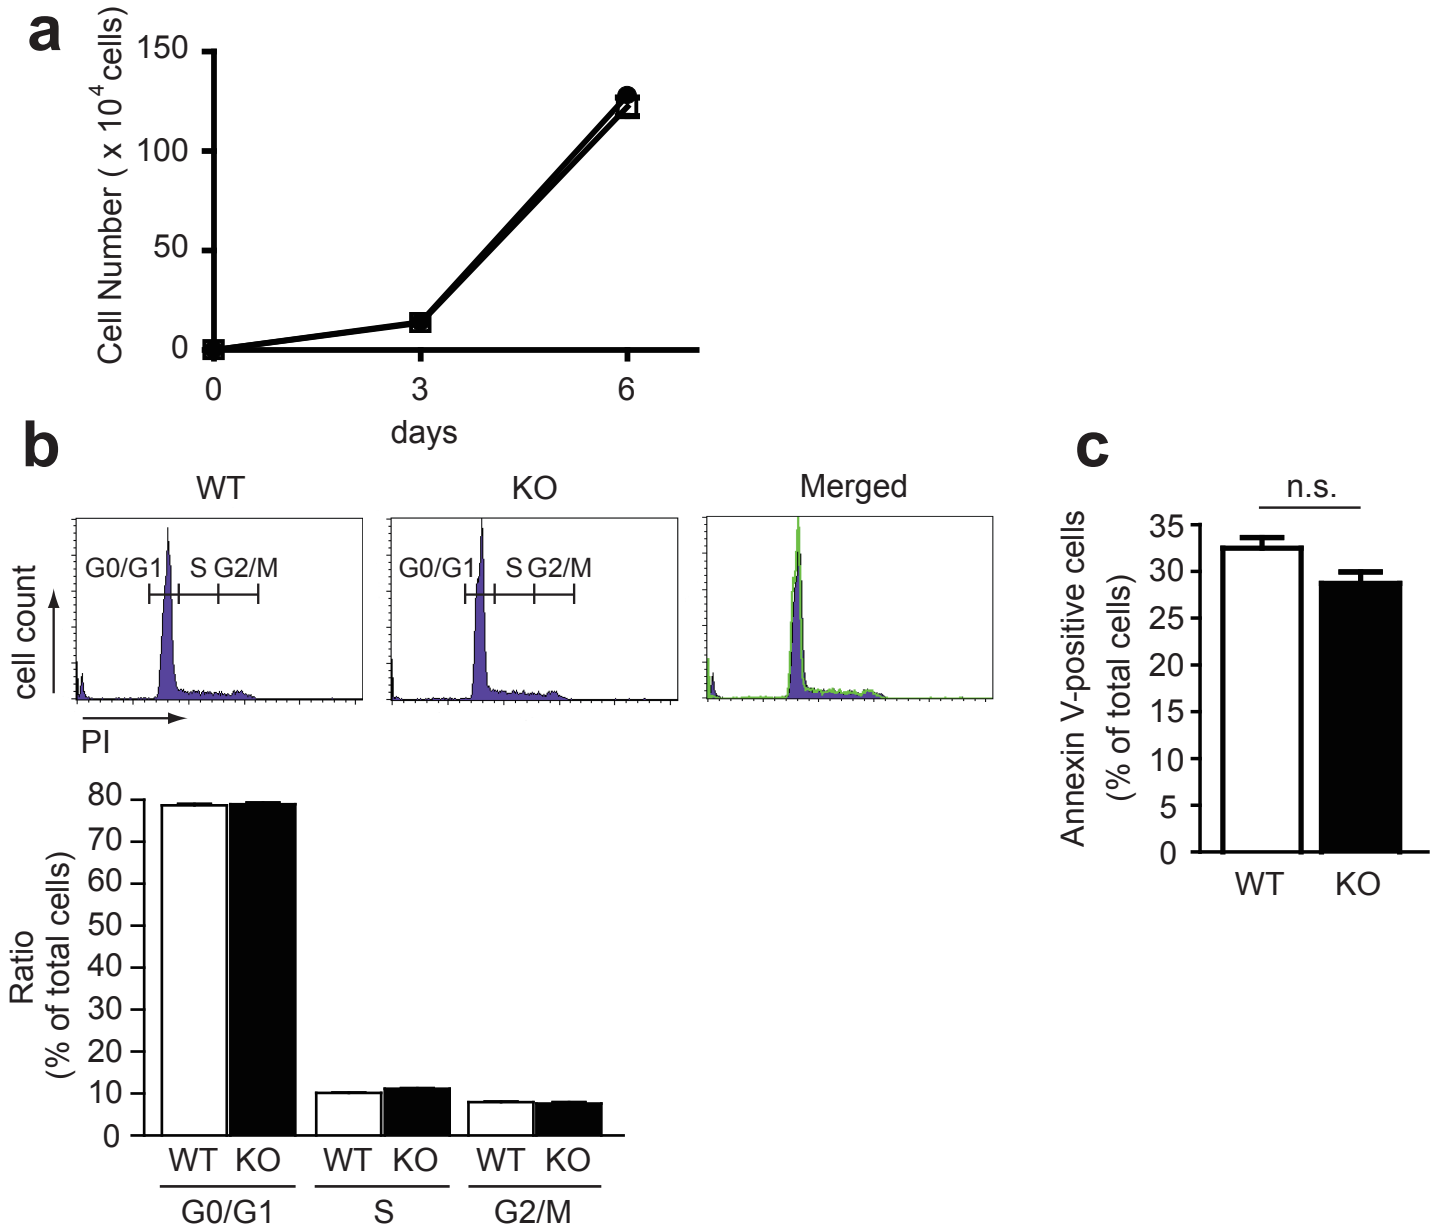 a
Cell Number ( x 10⁴ cells)
150
100
50
0
0 3 6
days
b
WT
G0/G1 S G2/M
cell count
PI
KO
G0/G1 S G2/M
Merged
Ratio
(% of total cells)
80
70
60
50
40
30
20
10
0
WT KO WT KO WT KO
G0/G1 S G2/M
c
n.s.
Annexin V-positive cells
(% of total cells)
35
30
25
20
15
10
5
0
WT KO